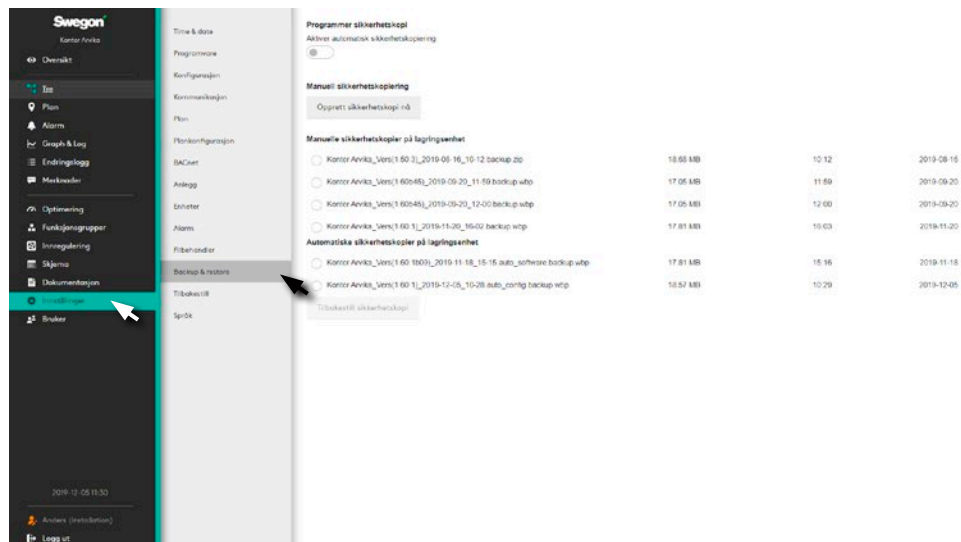 Swegon
Kontor Arvika
Oversikt
Tre
Plan
Alarm
Graph & Log
Endringslogg
Merknader
Optimering
Funksjonsgrupper
Innregulering
Skjema
Dokumentasjon
Innstillinger
Bruker
2019-12-05 11:30
Anders (Installation)
Logg ut
Time & date
Programvare
Konfigurasjon
Kommunikasjon
Plan
Plankonfigurasjon
BACnet
Anlegg
Enheter
Alarm
Filbehandler
Backup & restore
Tilbakestill
Språk
Programmer sikkerhetskopi
Aktiver automatisk sikkerhetskopiering
Manuell sikkerhetskopiering
Opprett sikkerhetskopi nå
Manuelle sikkerhetskopier på lagringsenhet
Kontor Arvika_Vers(1.60.3)_2019-08-16_10-12.backup.zip 18.68 MB 10:12 2019-08-16
Kontor Arvika_Vers(1.60b46)_2019-09-20_11-59.backup.wbp 17.05 MB 11:59 2019-09-20
Kontor Arvika_Vers(1.60b46)_2019-09-20_12-00.backup.wbp 17.05 MB 12:00 2019-09-20
Kontor Arvika_Vers(1.60.1)_2019-11-20_16-02.backup.wbp 17.81 MB 16:03 2019-11-20
Automatiske sikkerhetskopier på lagringsenhet
Kontor Arvika_Vers(1.60.1b09)_2019-11-18_15-15.auto_software.backup.wbp 17.81 MB 15:16 2019-11-18
Kontor Arvika_Vers(1.60.1)_2019-12-05_10-28.auto_config.backup.wbp 18.57 MB 10:29 2019-12-05
Tilbakestill sikkerhetskopi